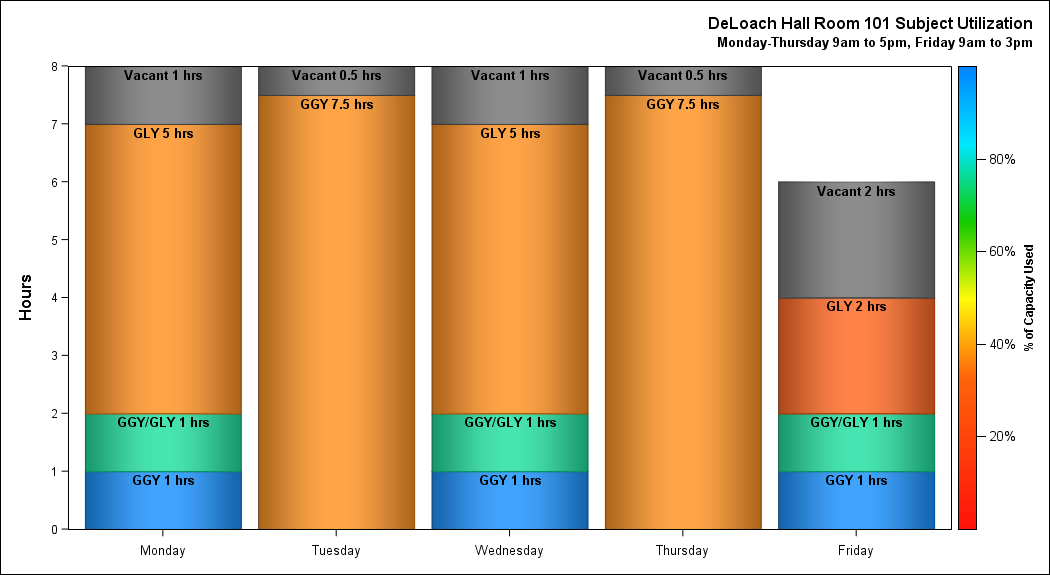 DeLoach Hall Room 101 Subject Utilization
Monday-Thursday 9am to 5pm, Friday 9am to 3pm
8
7
6
5
4
3
2
1
0
Hours
Vacant 1 hrs
GLY 5 hrs
GGY/GLY 1 hrs
GGY 1 hrs
Vacant 0.5 hrs
GGY 7.5 hrs
Vacant 1 hrs
GLY 5 hrs
GGY/GLY 1 hrs
GGY 1 hrs
Vacant 0.5 hrs
GGY 7.5 hrs
Vacant 2 hrs
GLY 2 hrs
GGY/GLY 1 hrs
GGY 1 hrs
Monday
Tuesday
Wednesday
Thursday
Friday
80%
60%
40%
20%
% of Capacity Used